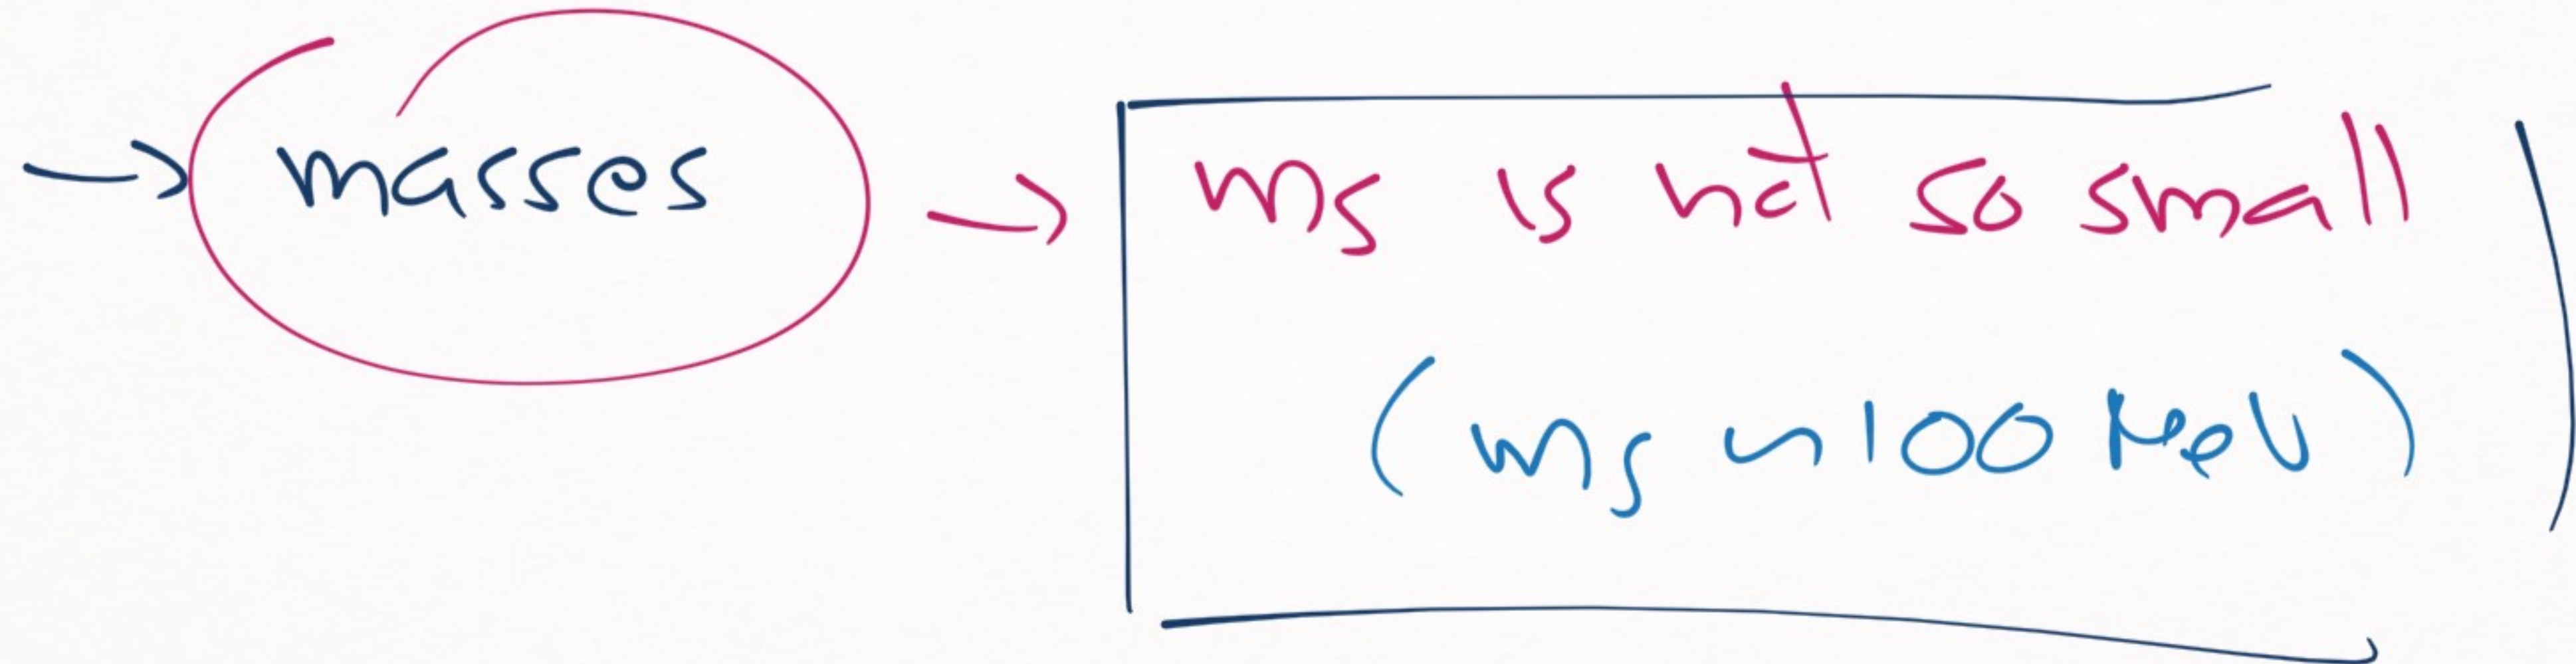 → masses → ms is not so small
(ms ~ 100 MeV)